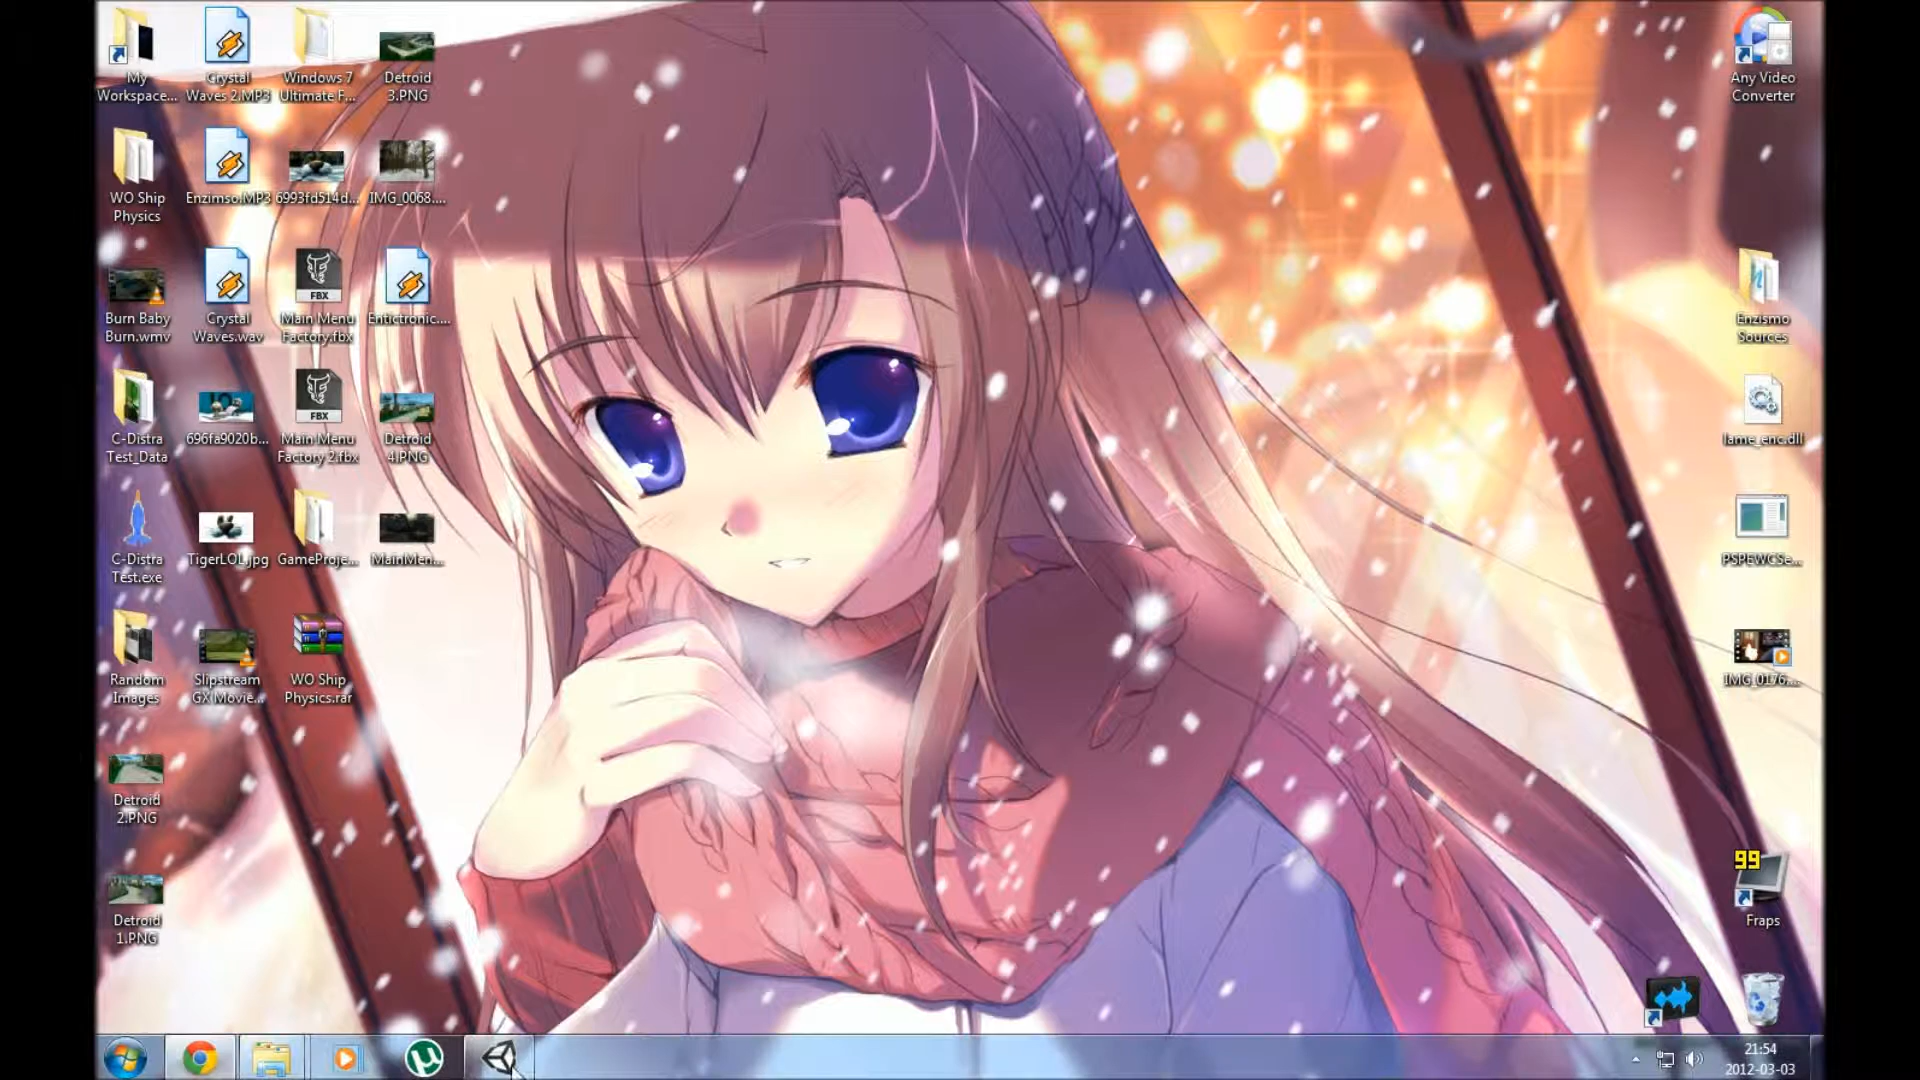 My
Workspace...
Crystal
Waves 2.MP3
Windows 7
Ultimate F...
Detroid
3.PNG
Any Video
Converter
WO Ship
Physics
Enzimso.MP3
6993fd514d...
IMG_0068....
Burn Baby
Burn.wmv
Crystal
Waves.wav
FBX
Main Menu
Factory.fbx
Entictronic....
Enzismo
Sources
C-Distra
Test_Data
696fa9020b...
FBX
Main Menu
Factory 2.fbx
Detroid
4.PNG
lame_enc.dll
C-Distra
Test.exe
TigerLOL.jpg
GameProje...
MainMen...
PSPEWCSe...
Random
Images
Slipstream
GX Movie...
WO Ship
Physics.rar
IMG_0176....
Detroid
2.PNG
Detroid
1.PNG
99
Fraps
21:54
2012-03-03